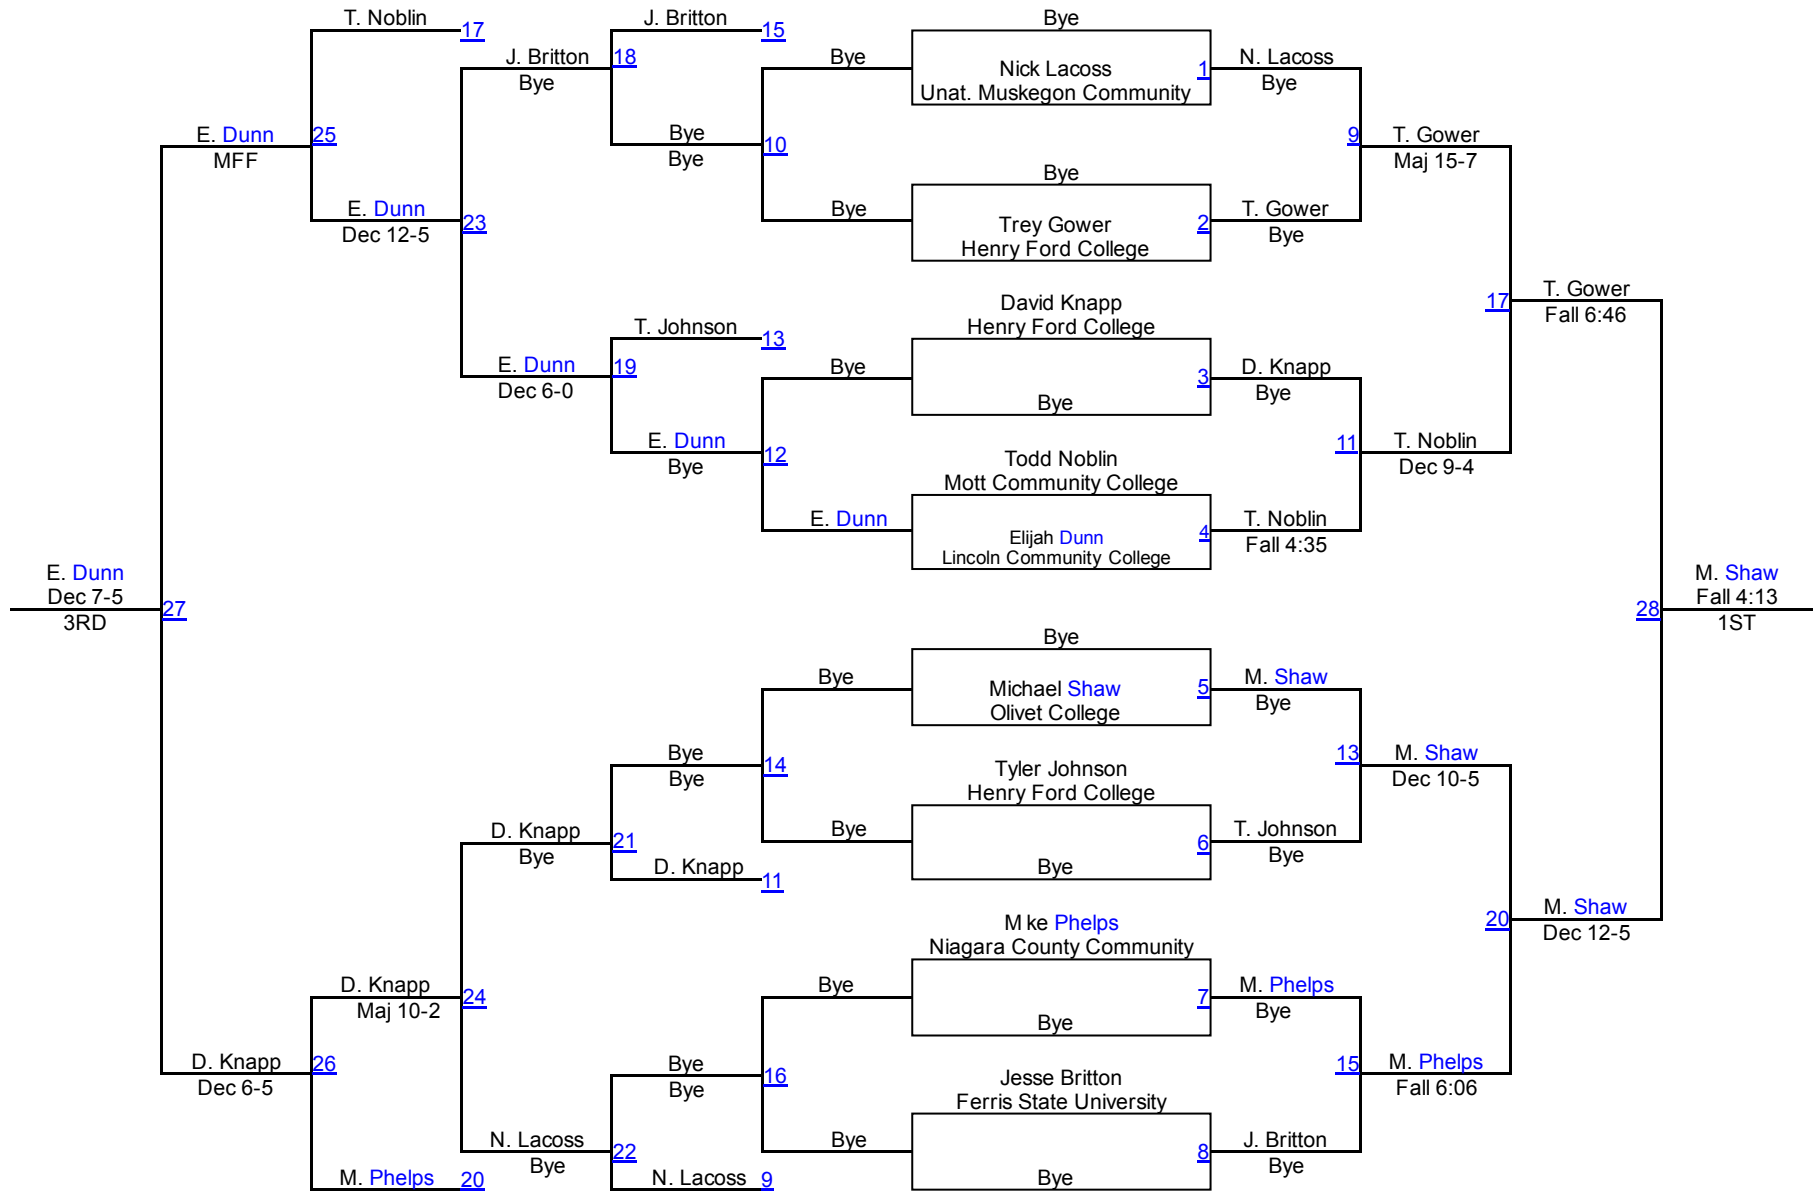 T. Noblin
17
J. Britton
15
Bye
J. Britton
18
Bye
Nick Lacoss
1
N. Lacoss
Bye
Unat. Muskegon Community
Bye
E. Dunn
25
Bye
10
9
T. Gower
MFF
Bye
Maj 15-7
Bye
E. Dunn
23
Bye
Trey Gower
2
T. Gower
Dec 12-5
Henry Ford College
Bye
David Knapp
17
T. Gower
T. Johnson
13
Henry Ford College
Fall 6:46
E. Dunn
19
Bye
3
D. Knapp
Dec 6-0
Bye
Bye
E. Dunn
12
Todd Noblin
11
T. Noblin
Bye
Mott Community College
Dec 9-4
E. Dunn
Elijah Dunn
4
T. Noblin
Lincoln Community College
Fall 4:35
E. Dunn
M. Shaw
Dec 7-5
27
28
Fall 4:13
3RD
1ST
Bye
Bye
Michael Shaw
5
M. Shaw
Olivet College
Bye
Bye
14
Tyler Johnson
13
M. Shaw
Bye
Henry Ford College
Dec 10-5
D. Knapp
21
Bye
6
T. Johnson
Bye
Bye
Bye
D. Knapp
11
Mke Phelps
20
M. Shaw
Niagara County Community
Dec 12-5
D. Knapp
24
Bye
7
M. Phelps
Maj 10-2
Bye
Bye
D. Knapp
26
Bye
16
Jesse Britton
15
M. Phelps
Dec 6-5
Bye
Ferris State University
Fall 6:06
N. Lacoss
22
Bye
8
J. Britton
Bye
Bye
Bye
M. Phelps
20
N. Lacoss
9